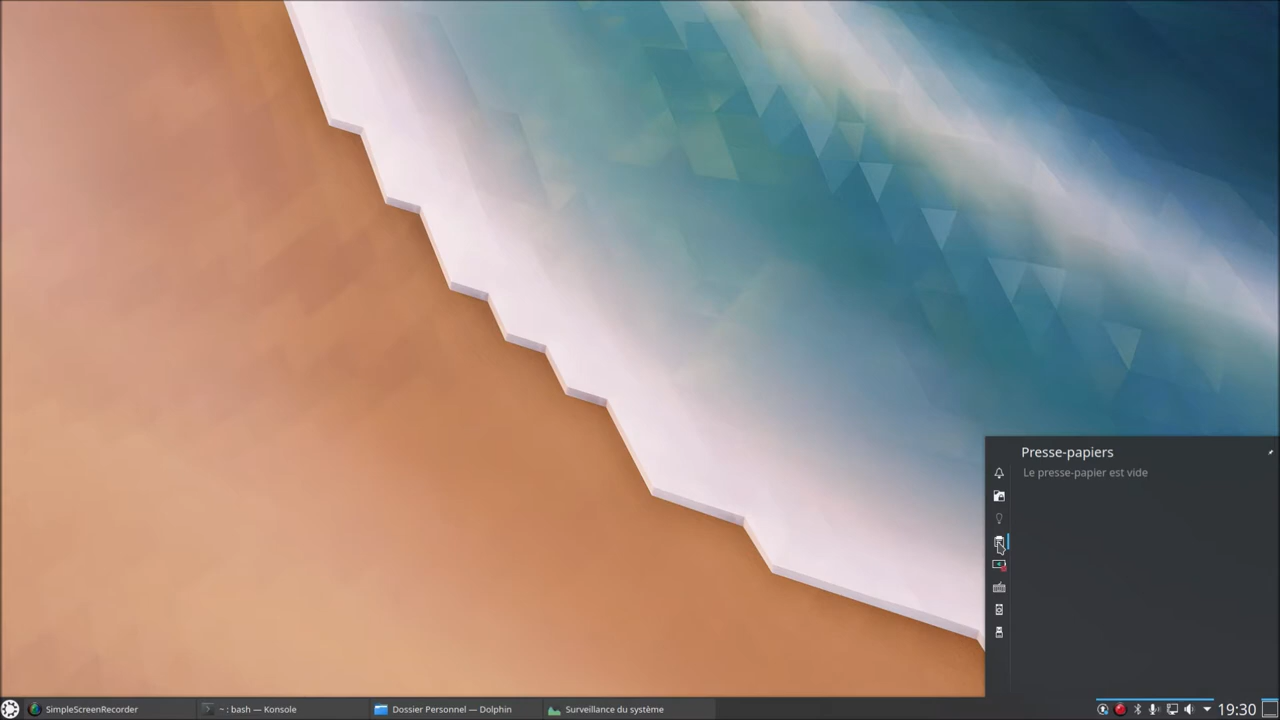 Presse-papiers
Le presse-papier est vide
SimpleScreenRecorder
~ : bash — Konsole
Dossier Personnel — Dolphin
Surveillance du système
19:30